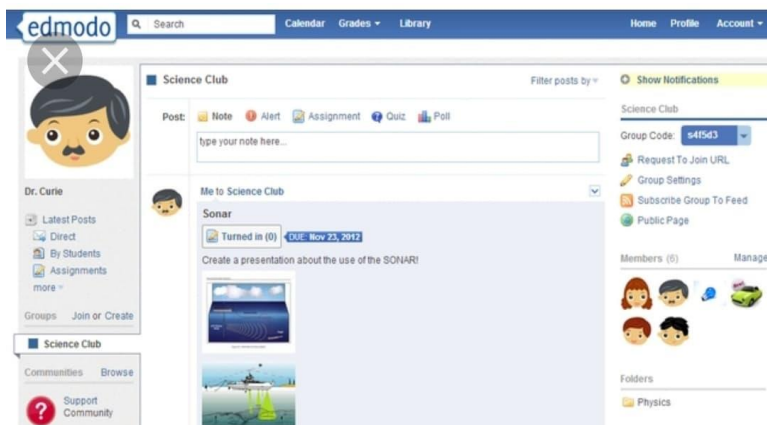 edmodo
Search
Calendar Grades Library
Home Profile Account
Dr. Curie
Latest Posts
Direct
By Students
Assignments
more
Groups Join or Create
Science Club
Communities Browse
Support
Community
Science Club
Filter posts by
Post: Note Alert Assignment Quiz Poll
type your note here...
Me to Science Club
Sonar
Turned in (0) DUE: Nov 23, 2012
Create a presentation about the use of the SONAR!
Show Notifications
Science Club
Group Code: s4f5d3
Request To Join URL
Group Settings
Subscribe Group To Feed
Public Page
Members (6) Manage
Folders
Physics